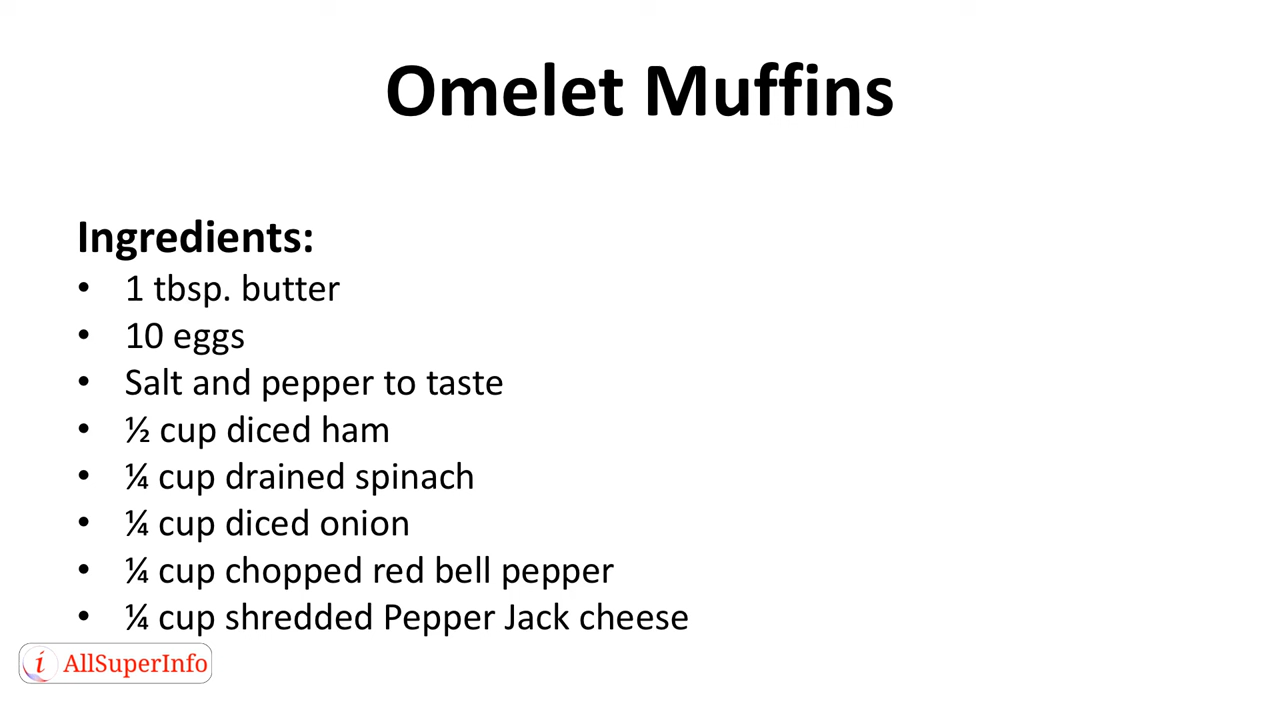 Omelet Muffins
Ingredients:
• 1 tbsp. butter
• 10 eggs
• Salt and pepper to taste
• ½ cup diced ham
• ¼ cup drained spinach
• ¼ cup diced onion
• ¼ cup chopped red bell pepper
• ¼ cup shredded Pepper Jack cheese
i AllSuperInfo